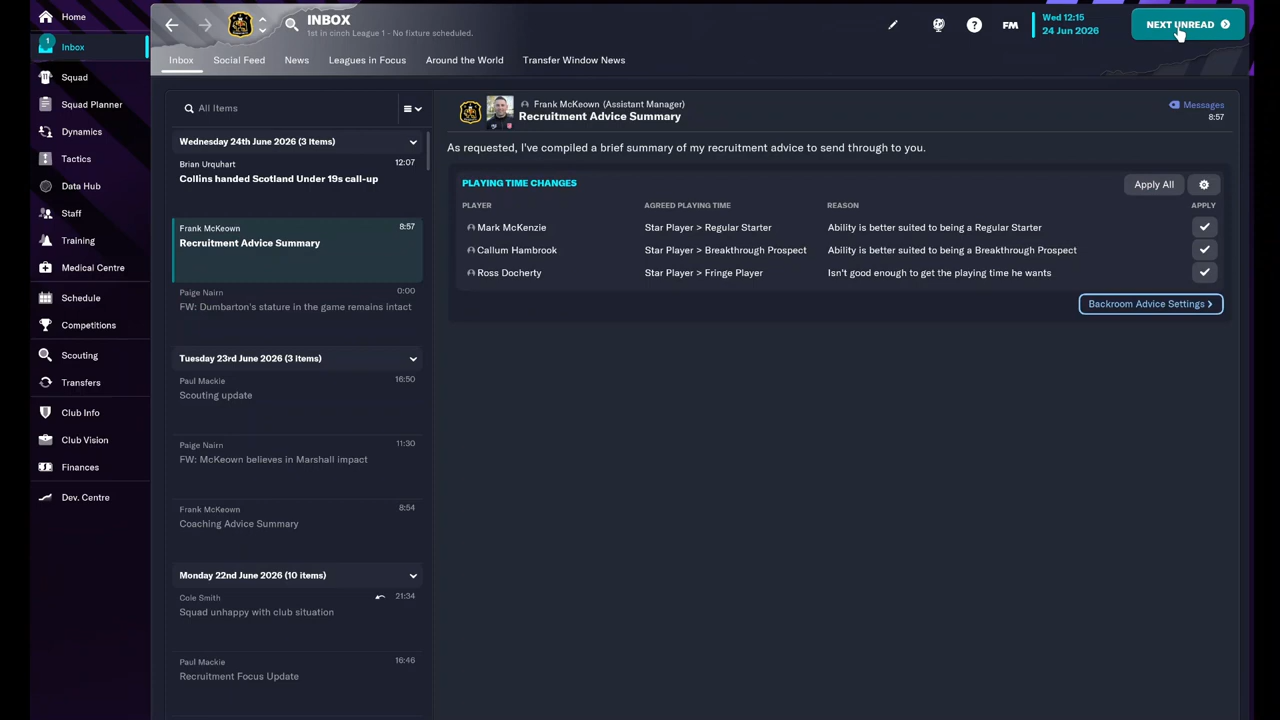 Home
1
Inbox
Squad
Squad Planner
Dynamics
Tactics
Data Hub
Staff
Training
Medical Centre
Schedule
Competitions
Scouting
Transfers
Club Info
Club Vision
Finances
Dev. Centre
INBOX
1st in cinch League 1 - No fixture scheduled.
FM
Wed 12:15
24 Jun 2026
NEXT UNREAD
Inbox
Social Feed
News
Leagues in Focus
Around the World
Transfer Window News
All Items
Wednesday 24th June 2026 (3 items)
Brian Urquhart 12:07
Collins handed Scotland Under 19s call-up
Frank McKeown 8:57
Recruitment Advice Summary
Paige Nairn 0:00
FW: Dumbarton's stature in the game remains intact
Tuesday 23rd June 2026 (3 items)
Paul Mackie 16:50
Scouting update
Paige Nairn 11:30
FW: McKeown believes in Marshall impact
Frank McKeown 8:54
Coaching Advice Summary
Monday 22nd June 2026 (10 items)
Cole Smith 21:34
Squad unhappy with club situation
Paul Mackie 16:46
Recruitment Focus Update
Frank McKeown (Assistant Manager)
Recruitment Advice Summary
Messages
8:57
As requested, I've compiled a brief summary of my recruitment advice to send through to you.
PLAYING TIME CHANGES
Apply All
PLAYER AGREED PLAYING TIME REASON APPLY
Mark McKenzie Star Player > Regular Starter Ability is better suited to being a Regular Starter
Callum Hambrook Star Player > Breakthrough Prospect Ability is better suited to being a Breakthrough Prospect
Ross Docherty Star Player > Fringe Player Isn't good enough to get the playing time he wants
Backroom Advice Settings >